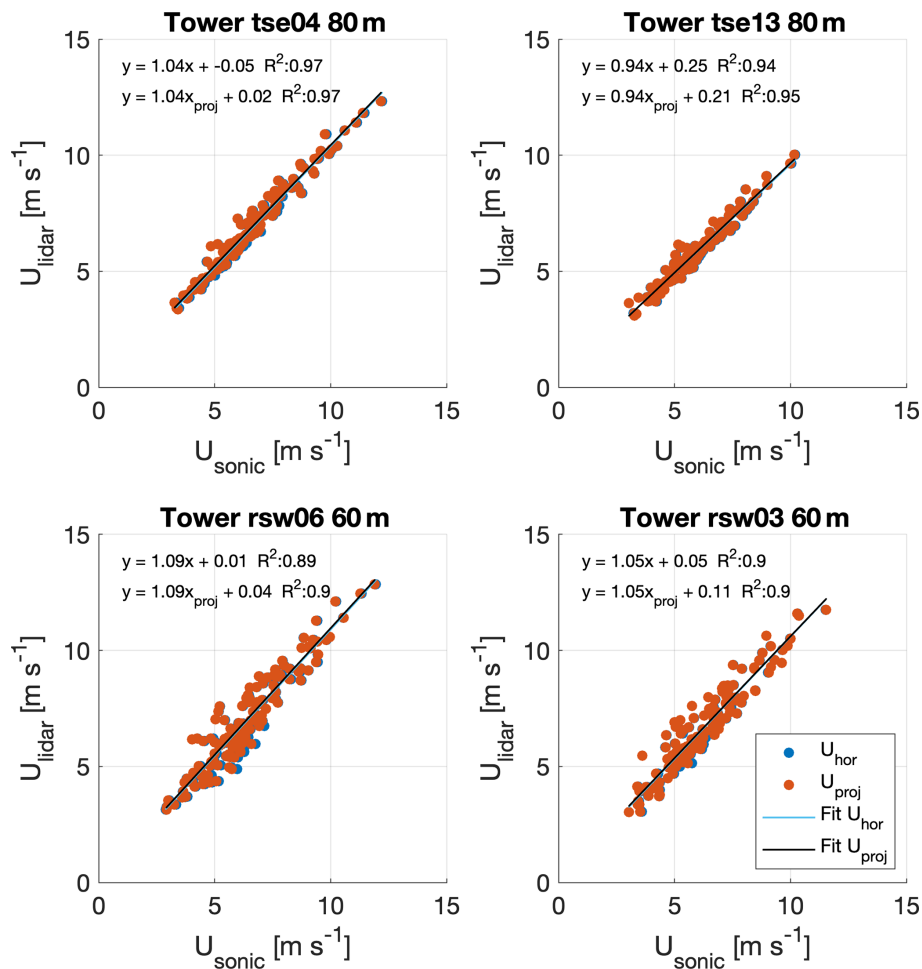 Tower tse04 80 m
y = 1.04x + -0.05 R²:0.97
y = 1.04x_proj + 0.02 R²:0.97
15
10
5
0
0 5 10 15
U_lidar [m s⁻¹]
U_sonic [m s⁻¹]
Tower tse13 80 m
y = 0.94x + 0.25 R²:0.94
y = 0.94x_proj + 0.21 R²:0.95
15
10
5
0
0 5 10 15
U_lidar [m s⁻¹]
U_sonic [m s⁻¹]
Tower rsw06 60 m
y = 1.09x + 0.01 R²:0.89
y = 1.09x_proj + 0.04 R²:0.9
15
10
5
0
0 5 10 15
U_lidar [m s⁻¹]
U_sonic [m s⁻¹]
Tower rsw03 60 m
y = 1.05x + 0.05 R²:0.9
y = 1.05x_proj + 0.11 R²:0.9
15
10
5
0
0 5 10 15
U_lidar [m s⁻¹]
U_sonic [m s⁻¹]
U_hor
U_proj
Fit U_hor
Fit U_proj